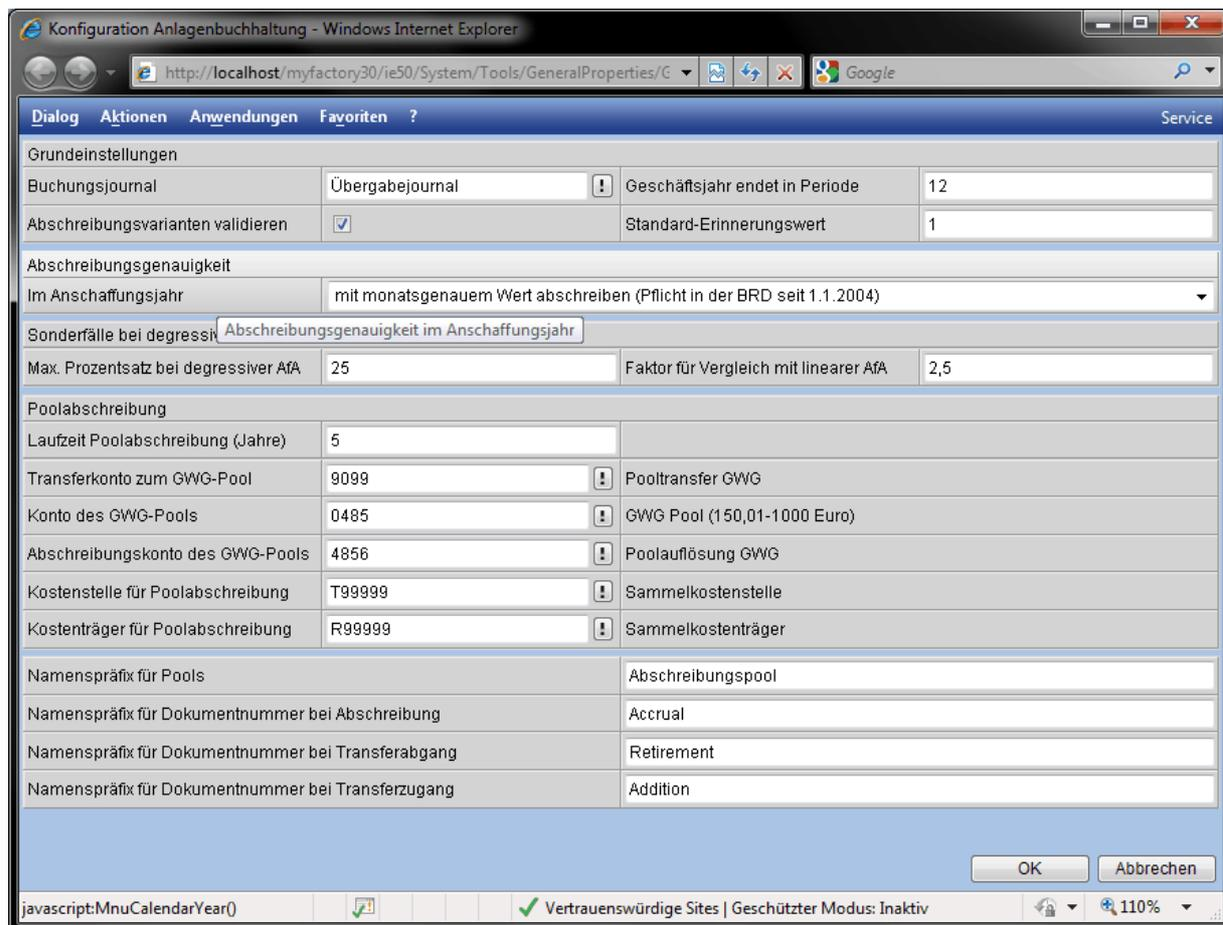 Konfiguration Anlagenbuchhaltung - Windows Internet Explorer
http://localhost/myfactory30/ie50/System/Tools/GeneralProperties/G
Google
Dialog Aktionen Anwendungen Favoriten ? Service
Grundeinstellungen
Buchungsjournal Übergabejournal ! Geschäftsjahr endet in Periode 12
Abschreibungsvarianten validieren Standard-Erinnerungswert 1
Abschreibungsgenauigkeit
Im Anschaffungsjahr mit monatsgenauem Wert abschreiben (Pflicht in der BRD seit 1.1.2004)
Sonderfälle bei degressiv
Abschreibungsgenauigkeit im Anschaffungsjahr
Max. Prozentsatz bei degressiver AfA 25 Faktor für Vergleich mit linearer AfA 2,5
Poolabschreibung
Laufzeit Poolabschreibung (Jahre) 5
Transferkonto zum GWG-Pool 9099 ! Pooltransfer GWG
Konto des GWG-Pools 0485 ! GWG Pool (150,01-1000 Euro)
Abschreibungskonto des GWG-Pools 4856 ! Poolauflösung GWG
Kostenstelle für Poolabschreibung T99999 ! Sammelkostenstelle
Kostenträger für Poolabschreibung R99999 ! Sammelkostenträger
Namenspräfix für Pools Abschreibungspool
Namenspräfix für Dokumentnummer bei Abschreibung Accrual
Namenspräfix für Dokumentnummer bei Transferabgang Retirement
Namenspräfix für Dokumentnummer bei Transferzugang Addition
OK Abbrechen
javascript:MnuCalendarYear() Vertrauenswürdige Sites | Geschützter Modus: Inaktiv 110%